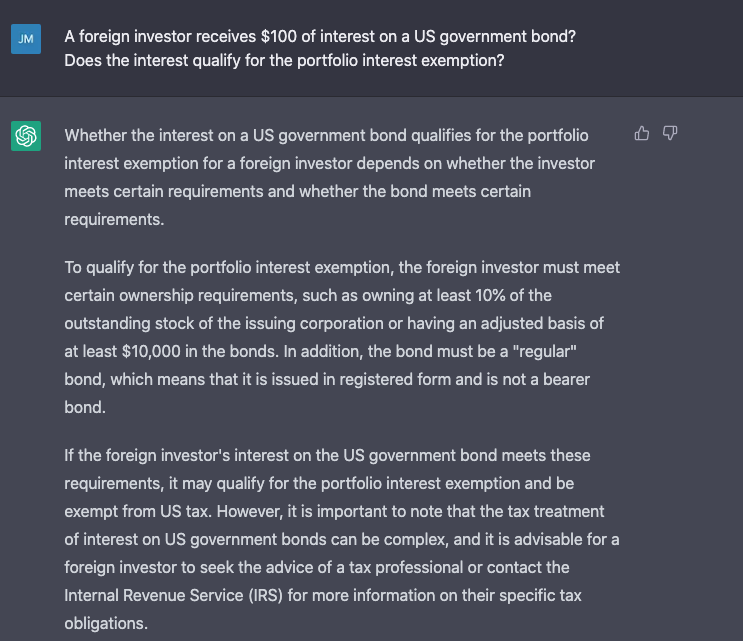 JM
A foreign investor receives $100 of interest on a US government bond?
Does the interest qualify for the portfolio interest exemption?
Whether the interest on a US government bond qualifies for the portfolio
interest exemption for a foreign investor depends on whether the investor
meets certain requirements and whether the bond meets certain
requirements.
To qualify for the portfolio interest exemption, the foreign investor must meet
certain ownership requirements, such as owning at least 10% of the
outstanding stock of the issuing corporation or having an adjusted basis of
at least $10,000 in the bonds. In addition, the bond must be a "regular"
bond, which means that it is issued in registered form and is not a bearer
bond.
If the foreign investor's interest on the US government bond meets these
requirements, it may qualify for the portfolio interest exemption and be
exempt from US tax. However, it is important to note that the tax treatment
of interest on US government bonds can be complex, and it is advisable for a
foreign investor to seek the advice of a tax professional or contact the
Internal Revenue Service (IRS) for more information on their specific tax
obligations.